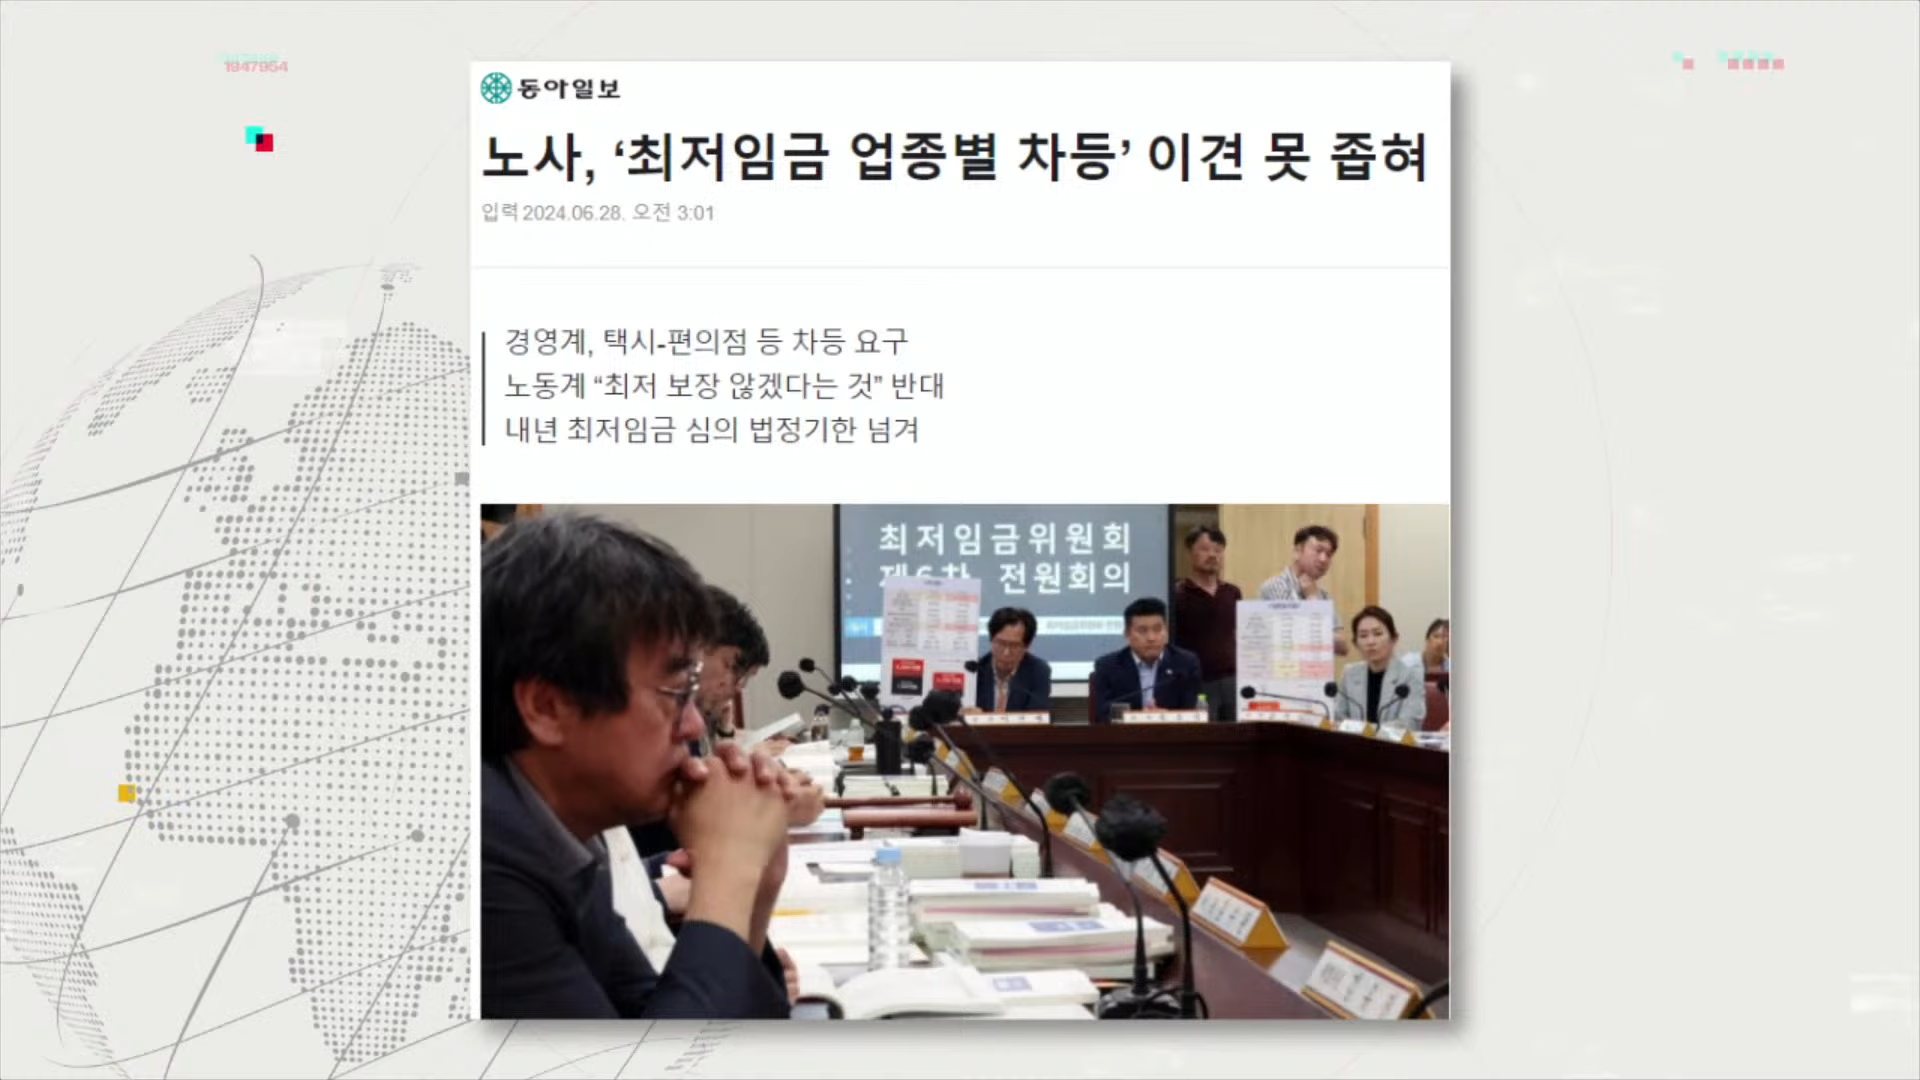 1947954
동아일보
노사, ‘최저임금 업종별 차등’ 이견 못 좁혀
입력 2024.06.28. 오전 3:01
경영계, 택시-편의점 등 차등 요구
노동계 “최저 보장 않겠다는 것” 반대
내년 최저임금 심의 법정기한 넘겨
최저임금위원회
제6차 전원회의